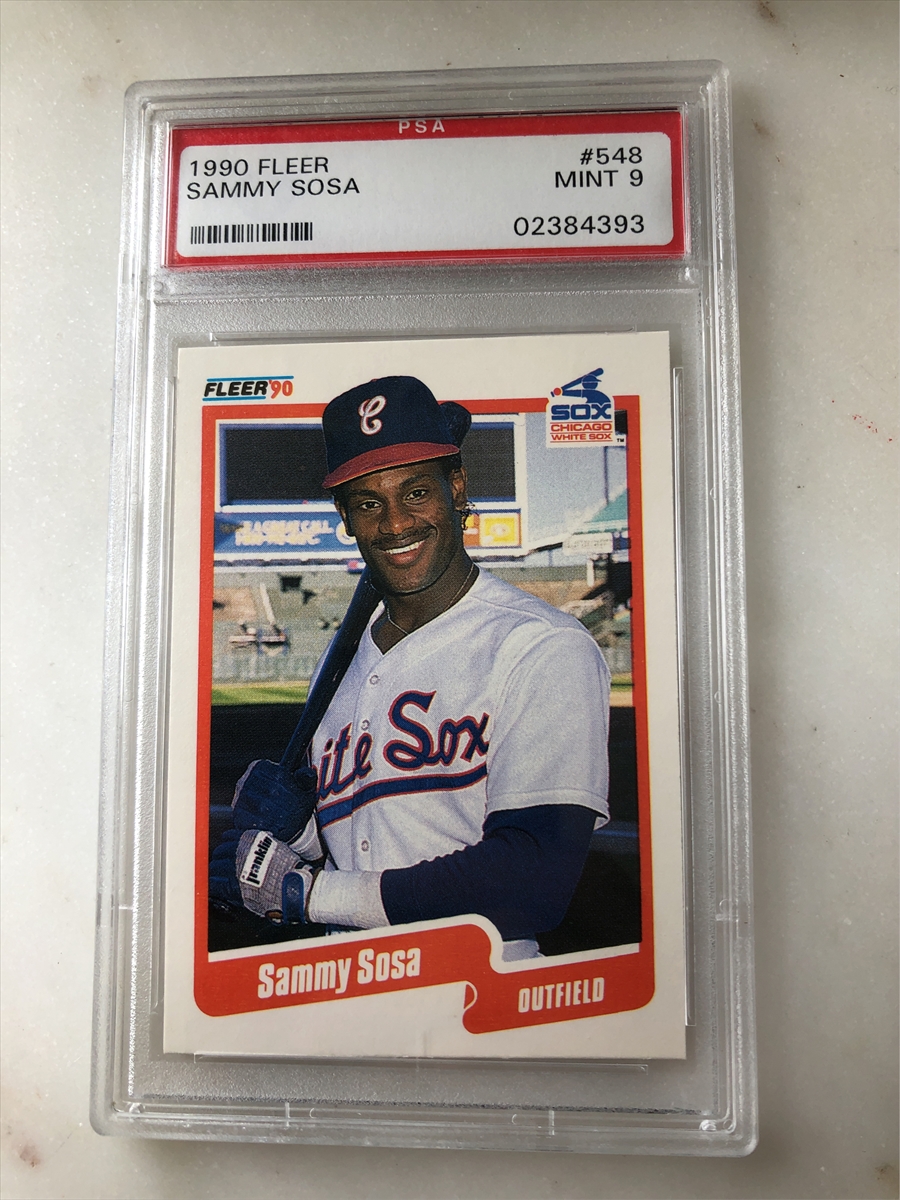 PSA
1990 FLEER #548
SAMMY SOSA MINT 9
02384393
FLEER '90
SOX
CHICAGO
WHITE SOX
TM
C
ite Sox
franklin
Sammy Sosa
OUTFIELD